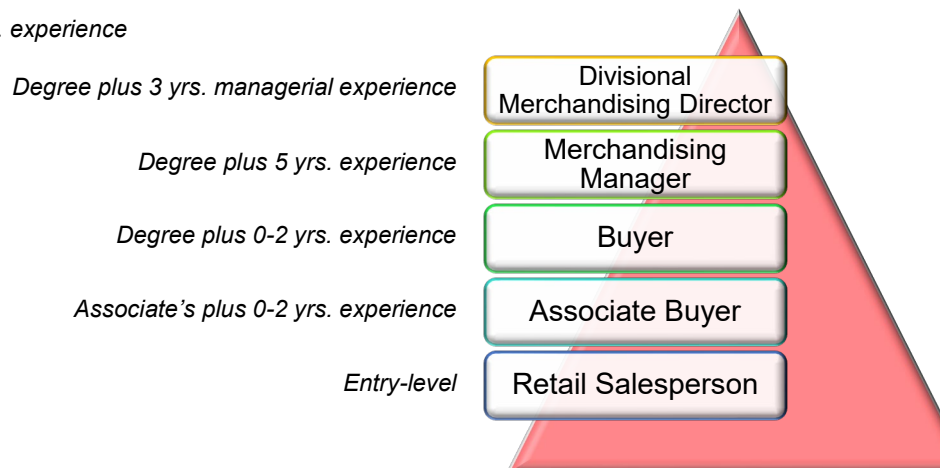 . experience
Degree plus 3 yrs. managerial experience
Divisional
Merchandising Director
Degree plus 5 yrs. experience
Merchandising
Manager
Degree plus 0-2 yrs. experience
Buyer
Associate’s plus 0-2 yrs. experience
Associate Buyer
Entry-level
Retail Salesperson